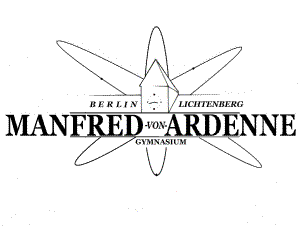 BERLIN LICHTENBERG
MANFRED-VON-ARDENNE
GYMNASIUM